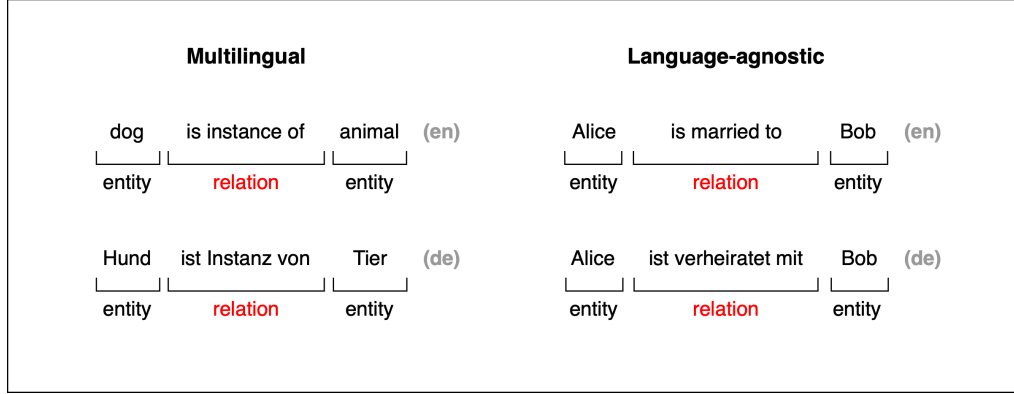 Multilingual
dog is instance of animal (en)
entity relation entity
Hund ist Instanz von Tier (de)
entity relation entity
Language-agnostic
Alice is married to Bob (en)
entity relation entity
Alice ist verheiratet mit Bob (de)
entity relation entity